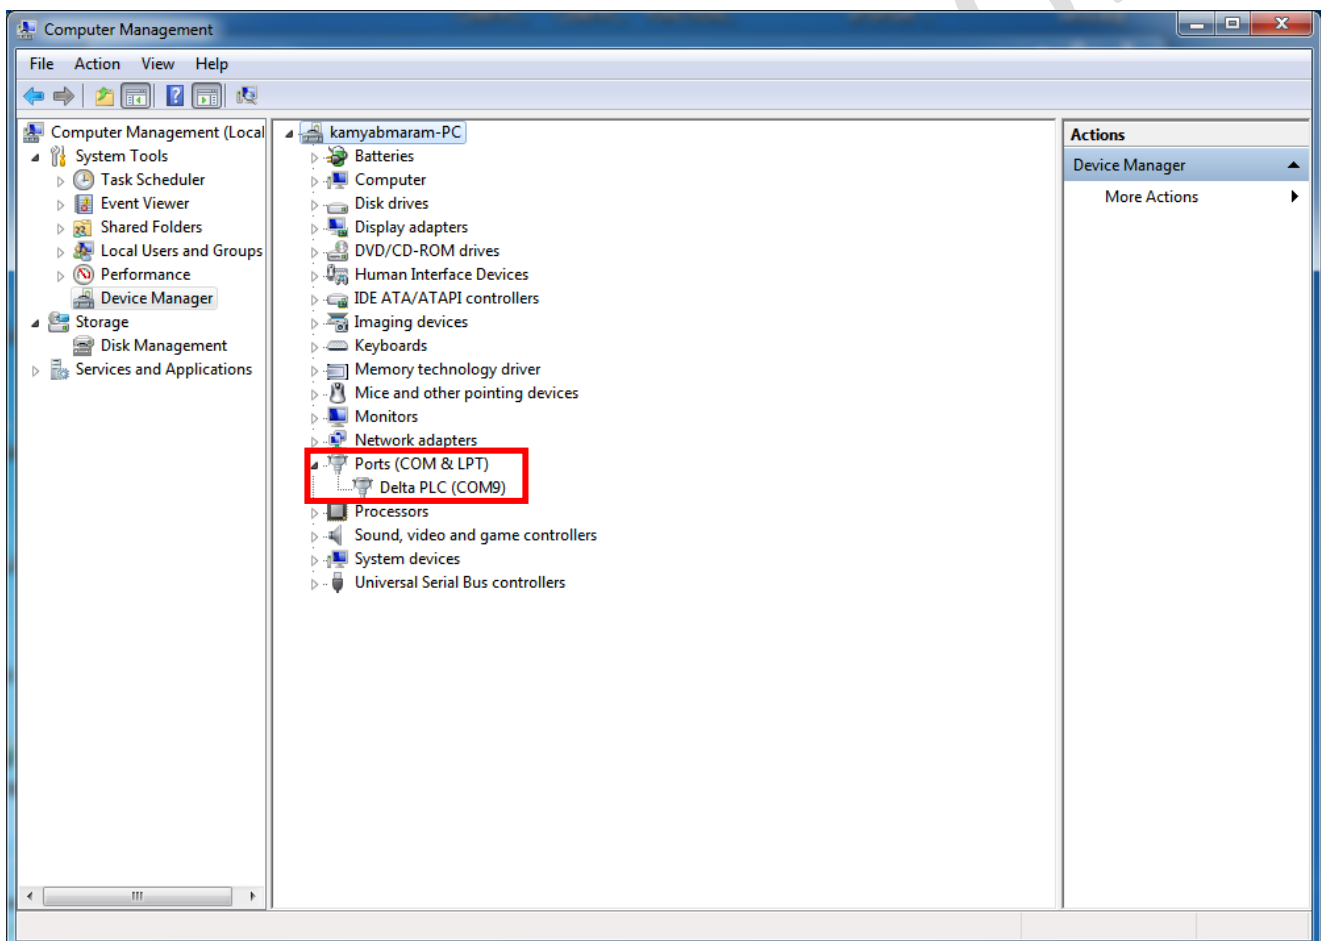 Computer Management
File Action View Help
Computer Management (Local
System Tools
Task Scheduler
Event Viewer
Shared Folders
Local Users and Groups
Performance
Device Manager
Storage
Disk Management
Services and Applications
kamyabmaram-PC
Batteries
Computer
Disk drives
Display adapters
DVD/CD-ROM drives
Human Interface Devices
IDE ATA/ATAPI controllers
Imaging devices
Keyboards
Memory technology driver
Mice and other pointing devices
Monitors
Network adapters
Ports (COM & LPT)
Delta PLC (COM9)
Processors
Sound, video and game controllers
System devices
Universal Serial Bus controllers
Actions
Device Manager
More Actions